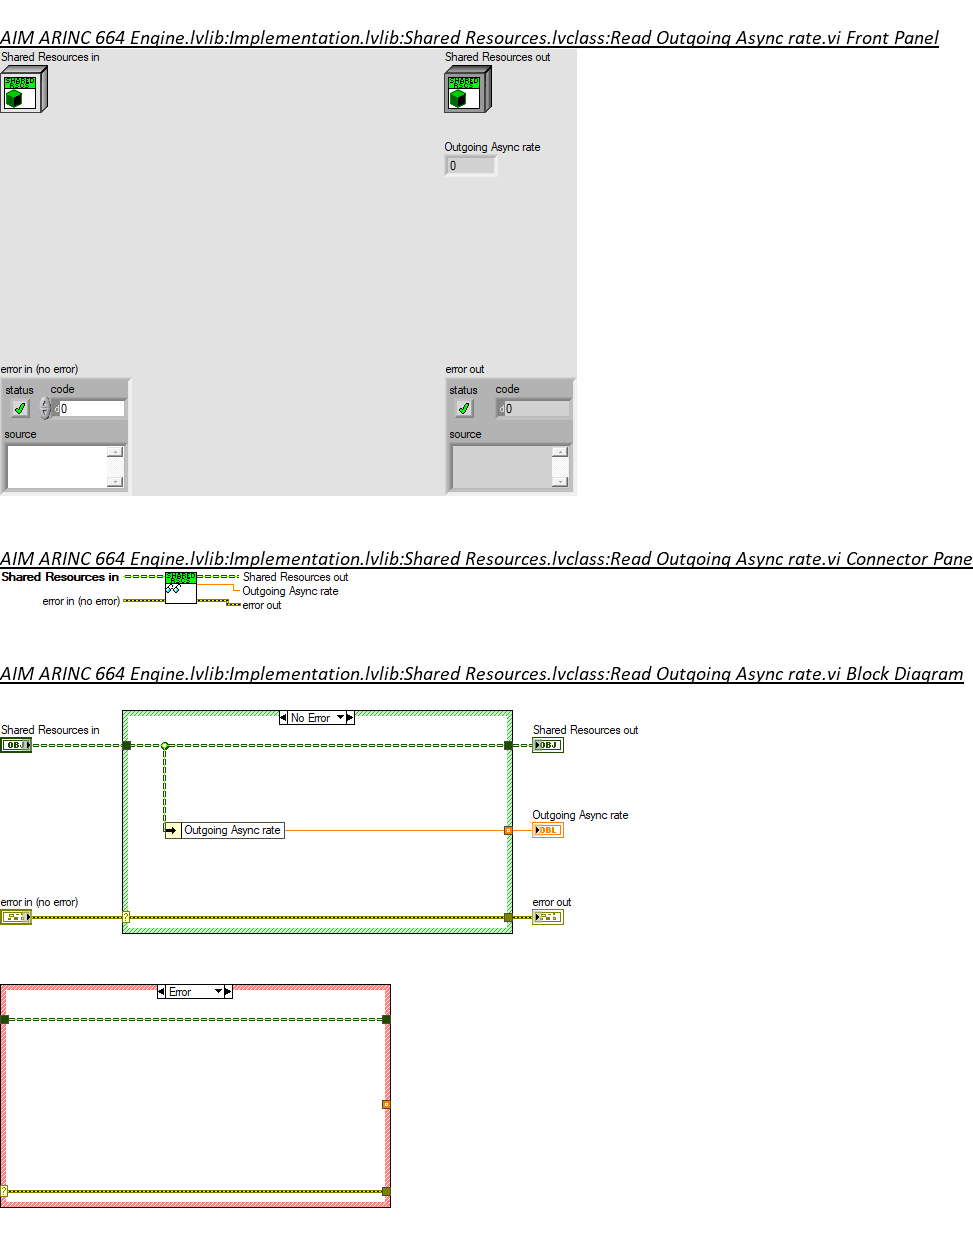 AIM ARINC 664 Engine.lvlib:Implementation.lvlib:Shared Resources.lvclass:Read Outgoing Async rate.vi Front Panel
Shared Resources in
Shared Resources out
SHARED
RSCS
SHARED
RSCS
Outgoing Async rate
0
error in (no error)
error out
status code
status code
d 0
d 0
source
source
AIM ARINC 664 Engine.lvlib:Implementation.lvlib:Shared Resources.lvclass:Read Outgoing Async rate.vi Connector Pane
Shared Resources in
SHARED
RSCS
Shared Resources out
Outgoing Async rate
error in (no error)
error out
AIM ARINC 664 Engine.lvlib:Implementation.lvlib:Shared Resources.lvclass:Read Outgoing Async rate.vi Block Diagram
No Error
Shared Resources in
Shared Resources out
OBJ
OBJ
Outgoing Async rate
Outgoing Async rate
DBL
error in (no error)
error out
?
Error
?